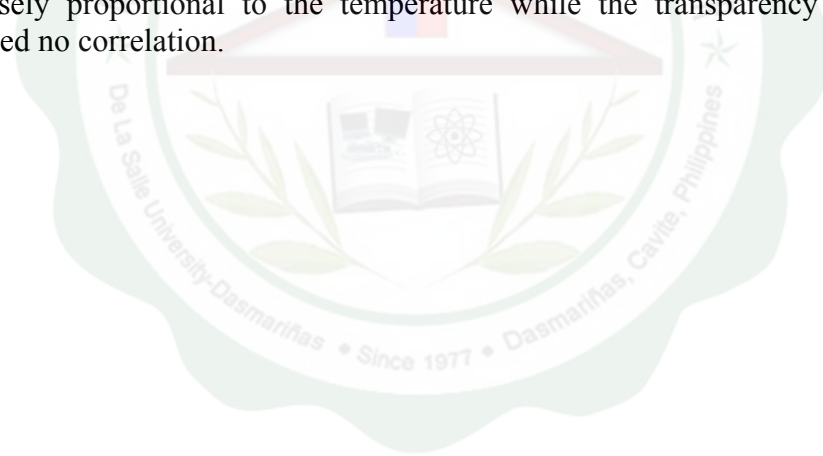 sely proportional to the temperature while the transparency
ed no correlation.
De La Salle University-Dasmariñas • Since 1977 • Dasmariñas, Cavite, Philippines